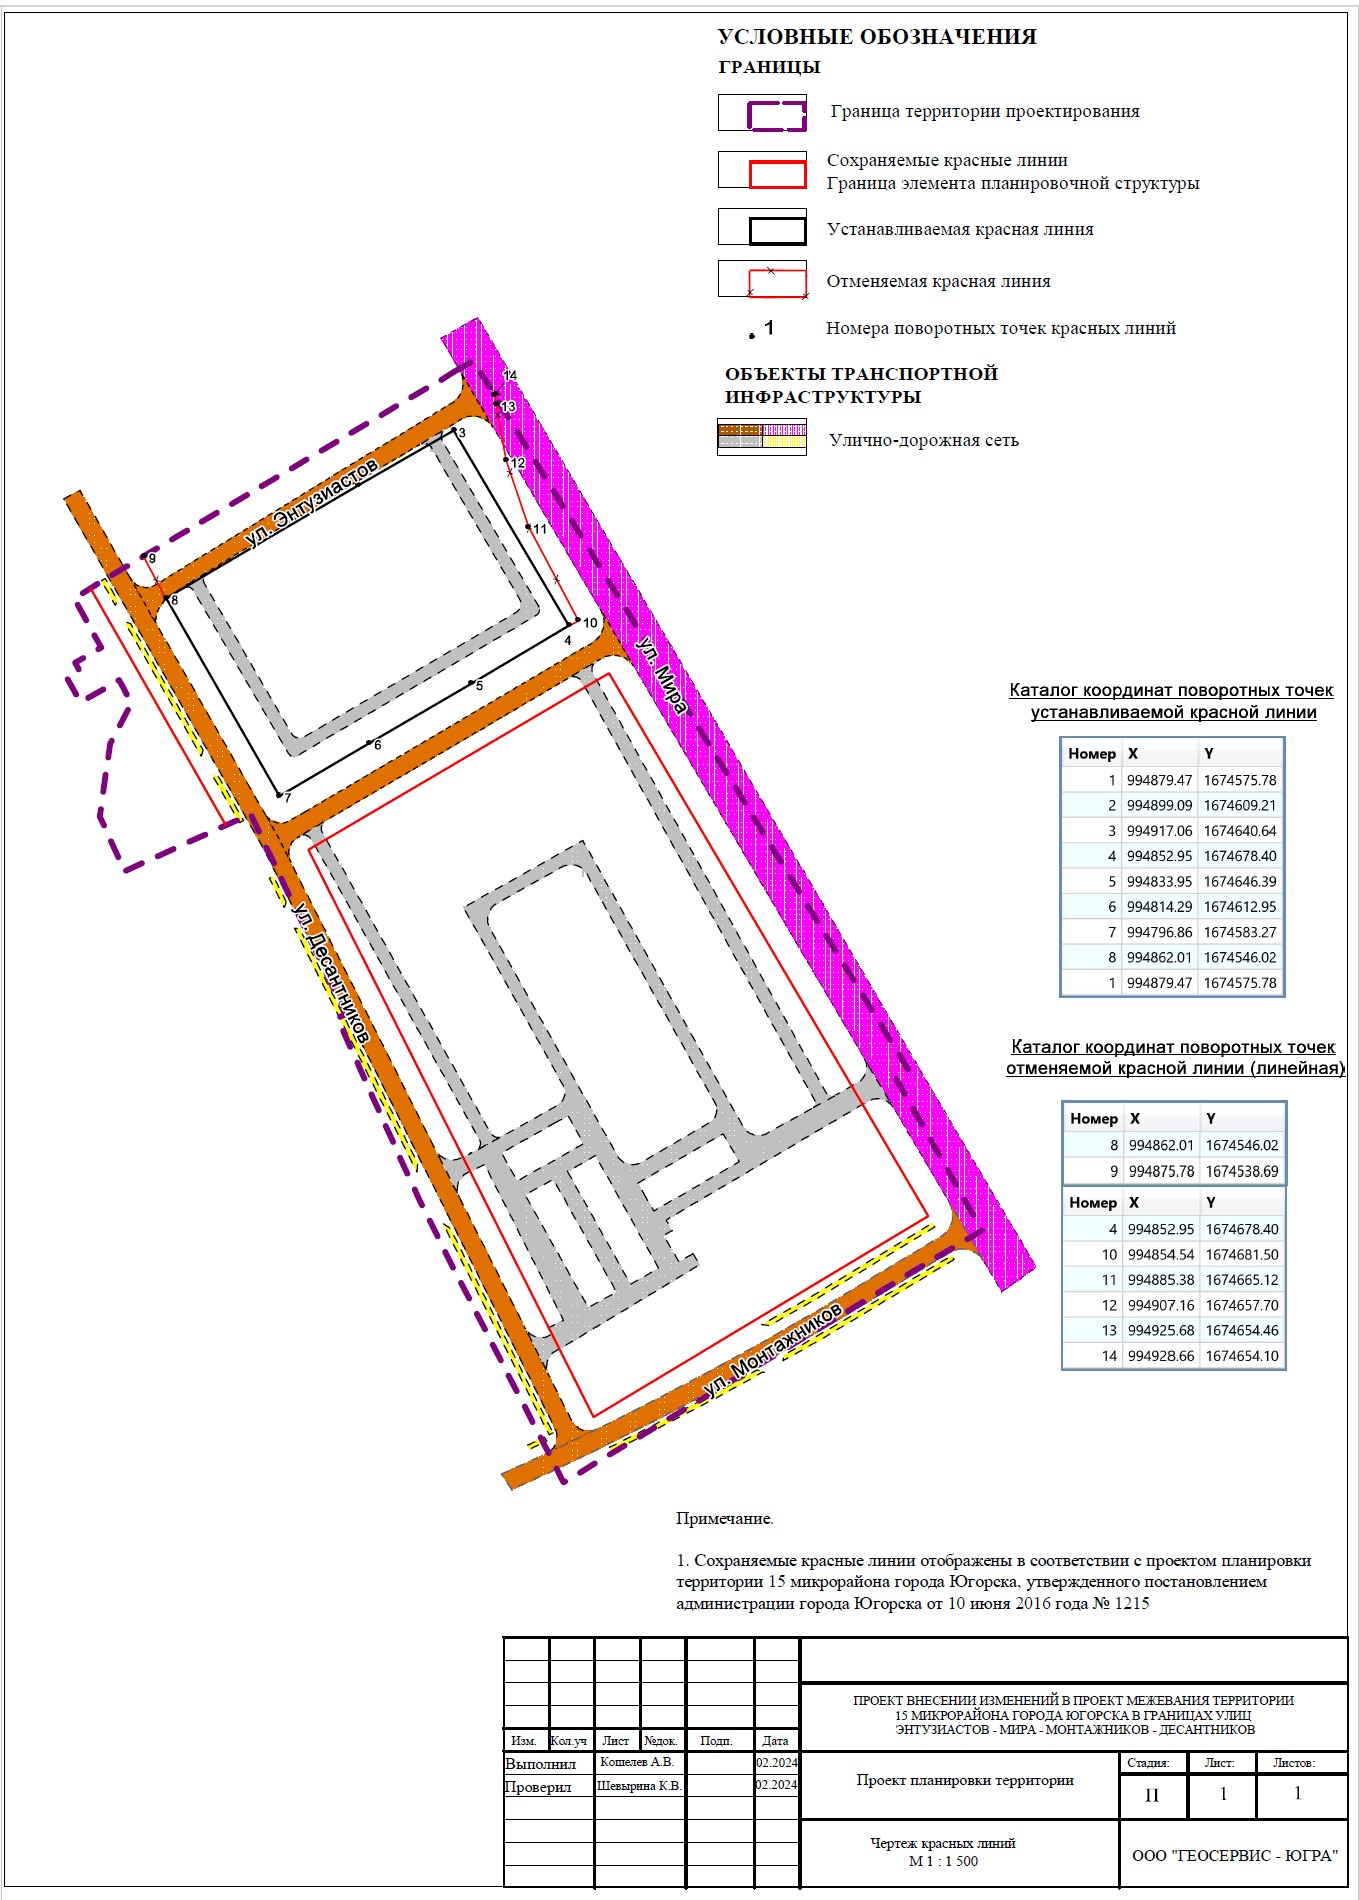 УСЛОВНЫЕ ОБОЗНАЧЕНИЯ
ГРАНИЦЫ
Граница территории проектирования
Сохраняемые красные линии
Граница элемента планировочной структуры
Устанавливаемая красная линия
Отменяемая красная линия
1
Номера поворотных точек красных линий
ОБЪЕКТЫ ТРАНСПОРТНОЙ
ИНФРАСТРУКТУРЫ
Улично-дорожная сеть
14
13
3
12
11
9
8
10
4
5
6
7
ул. Энтузиастов
ул. Мира
ул. Десантников
ул. Монтажников
Каталог координат поворотных точек
устанавливаемой красной линии
Номер X Y
1 994879.47 1674575.78
2 994899.09 1674609.21
3 994917.06 1674640.64
4 994852.95 1674678.40
5 994833.95 1674646.39
6 994814.29 1674612.95
7 994796.86 1674583.27
8 994862.01 1674546.02
1 994879.47 1674575.78
Каталог координат поворотных точек
отменяемой красной линии (линейная)
Номер X Y
8 994862.01 1674546.02
9 994875.78 1674538.69
Номер X Y
4 994852.95 1674678.40
10 994854.54 1674681.50
11 994885.38 1674665.12
12 994907.16 1674657.70
13 994925.68 1674654.46
14 994928.66 1674654.10
Примечание.
1. Сохраняемые красные линии отображены в соответствии с проектом планировки
территории 15 микрорайона города Югорска, утвержденного постановлением
администрации города Югорска от 10 июня 2016 года № 1215
ПРОЕКТ ВНЕСЕНИИ ИЗМЕНЕНИЙ В ПРОЕКТ МЕЖЕВАНИЯ ТЕРРИТОРИИ
15 МИКРОРАЙОНА ГОРОДА ЮГОРСКА В ГРАНИЦАХ УЛИЦ
ЭНТУЗИАСТОВ - МИРА - МОНТАЖНИКОВ - ДЕСАНТНИКОВ
Изм. Кол.уч Лист №док. Подп. Дата
Выполнил Кошелев А.В. 02.2024
Проверил Шевырина К.В. 02.2024
Проект планировки территории
Стадия: Лист: Листов:
П 1 1
Чертеж красных линий
М 1 : 1 500
ООО "ГЕОСЕРВИС - ЮГРА"